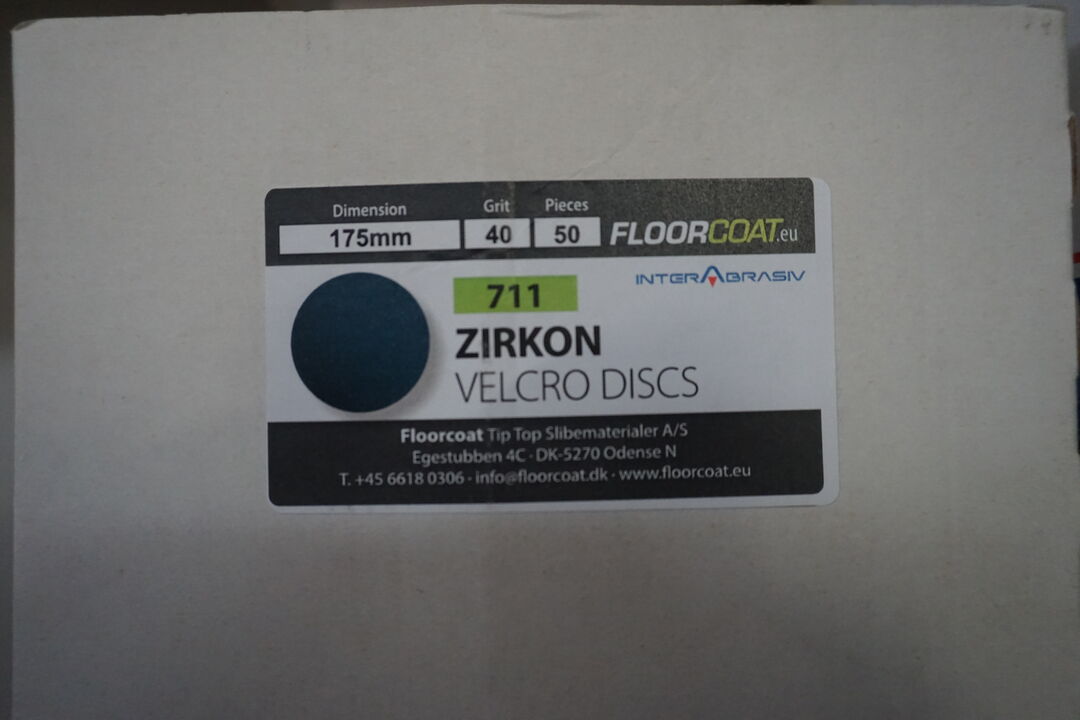 Dimension Grit Pieces
175mm 40 50 FLOORCOAT.eu
711 INTERABRASIV
ZIRKON
VELCRO DISCS
Floorcoat Tip Top Slibematerialer A/S
Egestubben 4C · DK-5270 Odense N
T. +45 6618 0306 · info@floorcoat.dk · www.floorcoat.eu